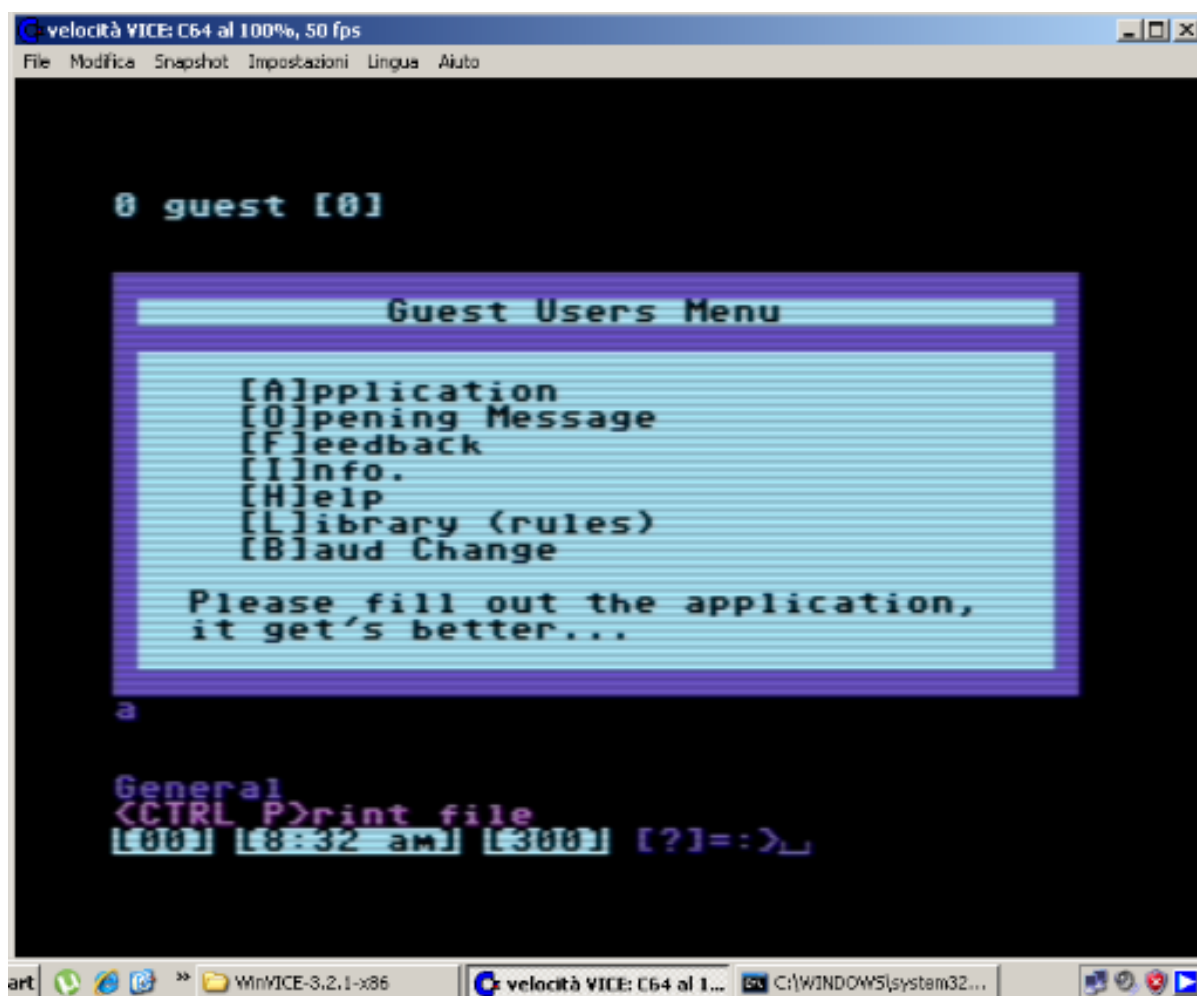 velocità VICE: C64 al 100%, 50 fps
File Modifica Snapshot Impostazioni Lingua Aiuto
0 guest [0]
Guest Users Menu
[A]pplication
[O]pening Message
[F]eedback
[I]nfo.
[H]elp
[L]ibrary (rules)
[B]aud Change
Please fill out the application,
it get's better...
a
General
<CTRL P>rint file
[00] [8:32 am] [300] [?]=:>
art » WinVICE-3.2.1-x86 velocità VICE: C64 al 1... C:\WINDOWS\system32...